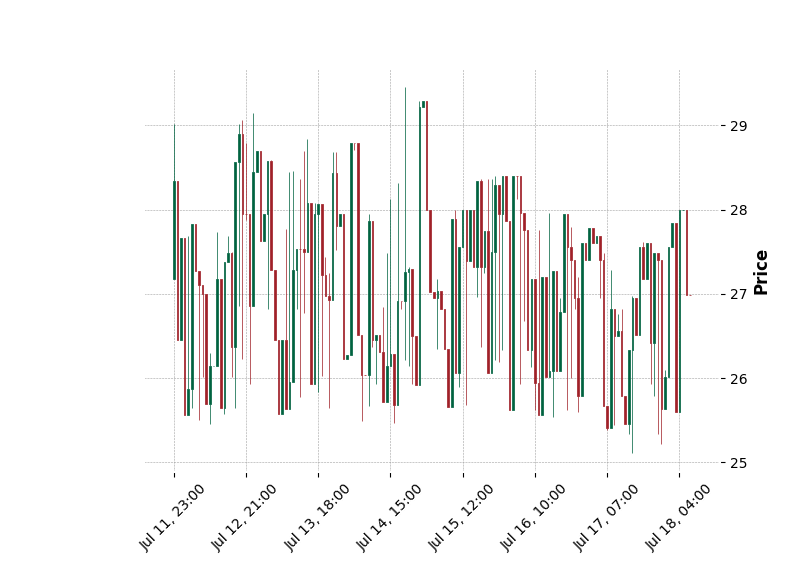 29
28
27
26
25
Price
Jul 11, 23:00
Jul 12, 21:00
Jul 13, 18:00
Jul 14, 15:00
Jul 15, 12:00
Jul 16, 10:00
Jul 17, 07:00
Jul 18, 04:00